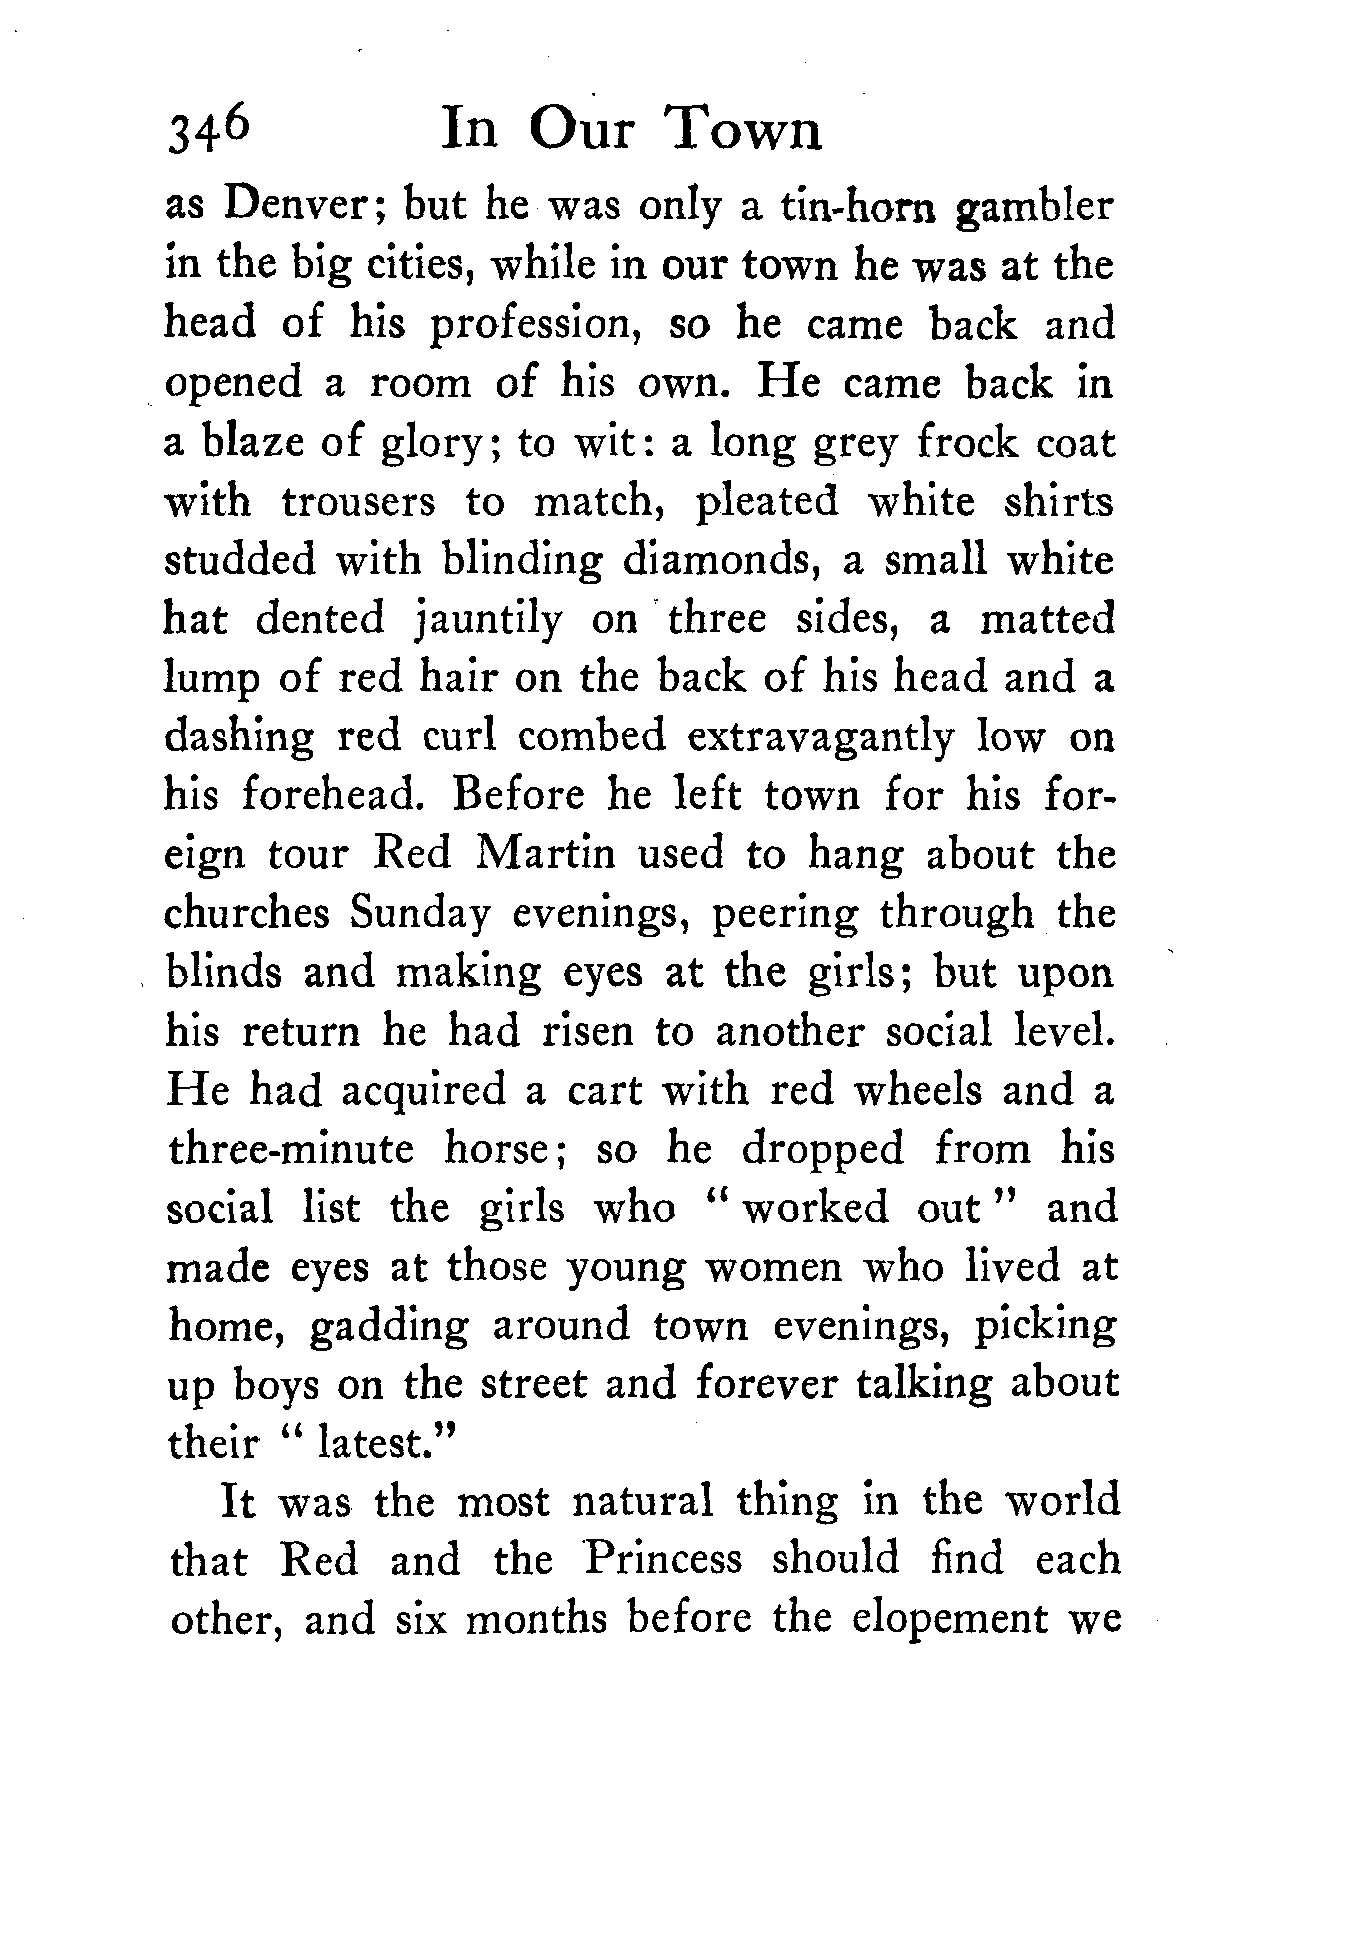 346 In Our Town
as Denver; but he was only a tin-horn gambler
in the big cities, while in our town he was at the
head of his profession, so he came back and
opened a room of his own. He came back in
a blaze of glory; to wit: a long grey frock coat
with trousers to match, pleated white shirts
studded with blinding diamonds, a small white
hat dented jauntily on three sides, a matted
lump of red hair on the back of his head and a
dashing red curl combed extravagantly low on
his forehead. Before he left town for his for-
eign tour Red Martin used to hang about the
churches Sunday evenings, peering through the
blinds and making eyes at the girls; but upon
his return he had risen to another social level.
He had acquired a cart with red wheels and a
three-minute horse; so he dropped from his
social list the girls who " worked out " and
made eyes at those young women who lived at
home, gadding around town evenings, picking
up boys on the street and forever talking about
their " latest."
It was the most natural thing in the world
that Red and the Princess should find each
other, and six months before the elopement we